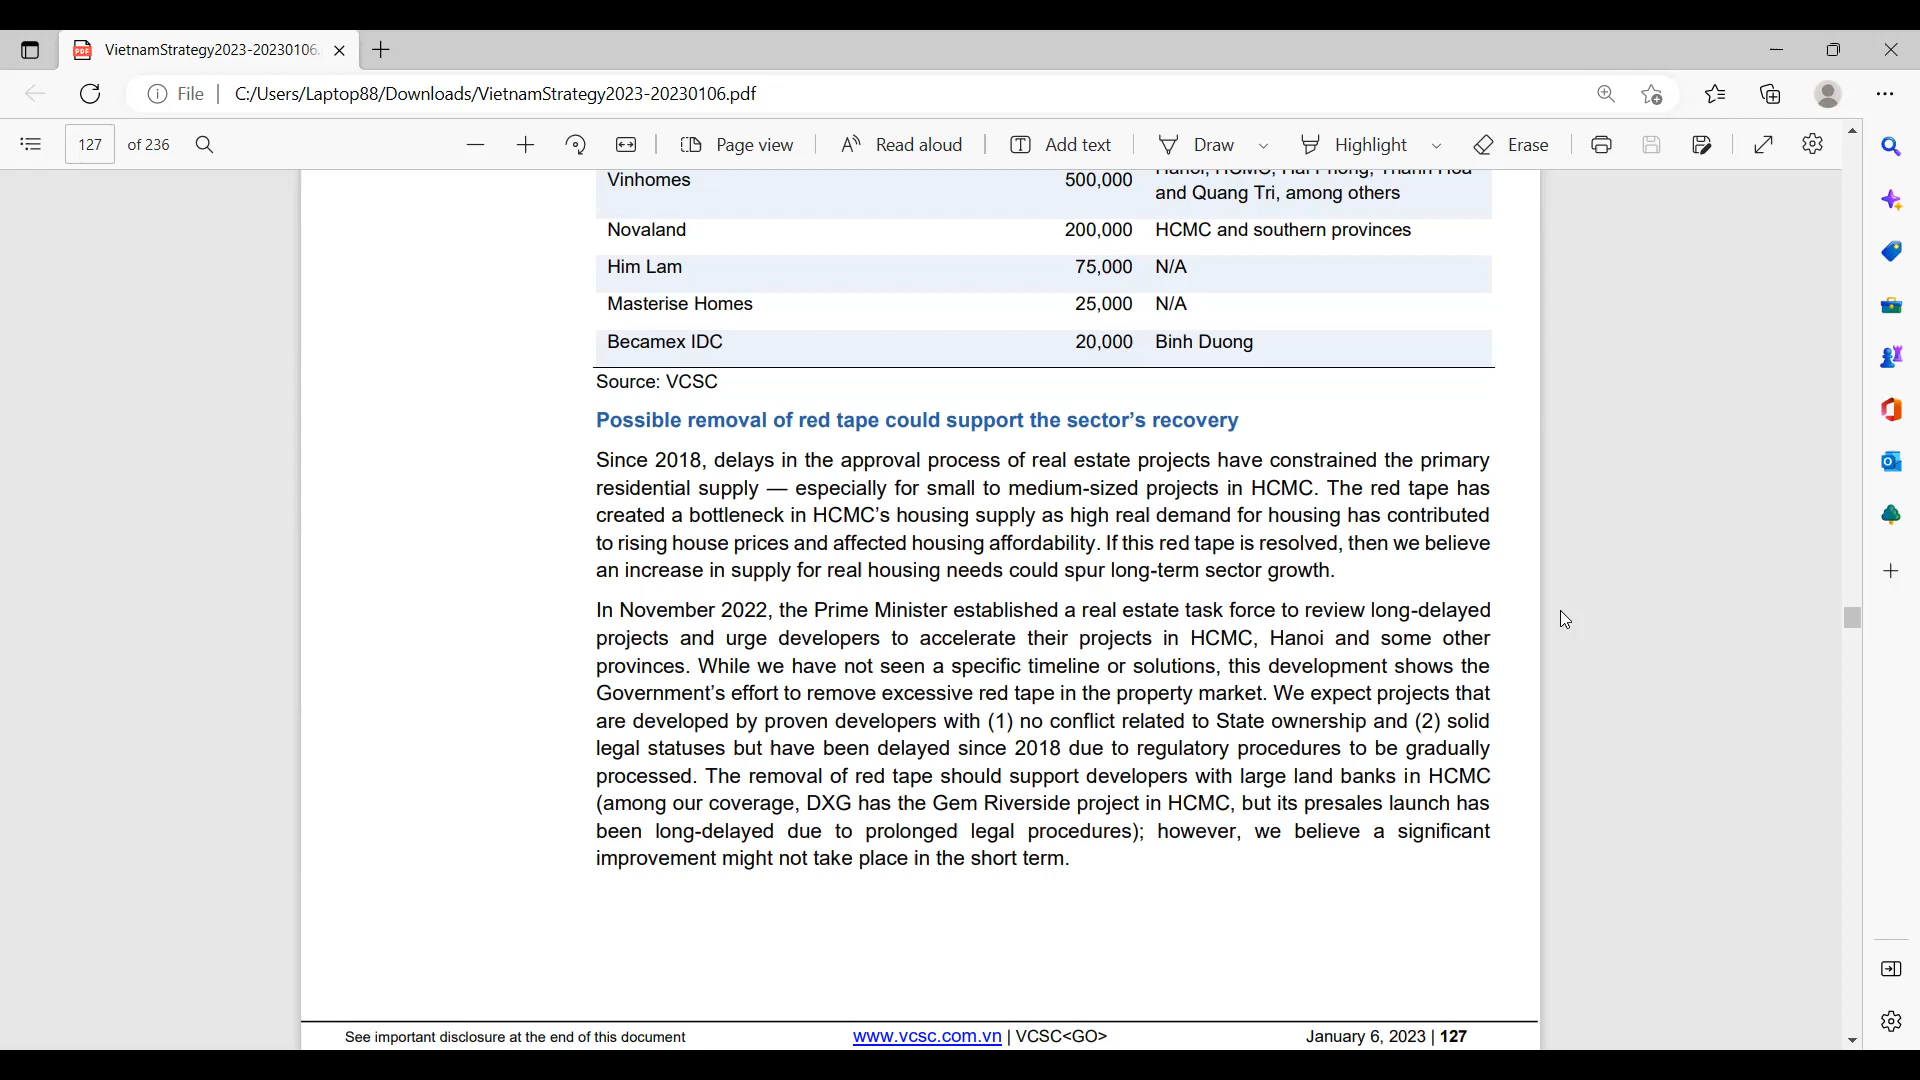 VietnamStrategy2023-20230106.
File
C:/Users/Laptop88/Downloads/VietnamStrategy2023-20230106.pdf
127 of 236
Page view
Read aloud
Add text
Draw
Highlight
Erase
Vinhomes 500,000 Hanoi, HCMC, Hai Phong, Thanh Hoa
and Quang Tri, among others
Novaland 200,000 HCMC and southern provinces
Him Lam 75,000 N/A
Masterise Homes 25,000 N/A
Becamex IDC 20,000 Binh Duong
Source: VCSC
Possible removal of red tape could support the sector’s recovery
Since 2018, delays in the approval process of real estate projects have constrained the primary
residential supply — especially for small to medium-sized projects in HCMC. The red tape has
created a bottleneck in HCMC’s housing supply as high real demand for housing has contributed
to rising house prices and affected housing affordability. If this red tape is resolved, then we believe
an increase in supply for real housing needs could spur long-term sector growth.
In November 2022, the Prime Minister established a real estate task force to review long-delayed
projects and urge developers to accelerate their projects in HCMC, Hanoi and some other
provinces. While we have not seen a specific timeline or solutions, this development shows the
Government’s effort to remove excessive red tape in the property market. We expect projects that
are developed by proven developers with (1) no conflict related to State ownership and (2) solid
legal statuses but have been delayed since 2018 due to regulatory procedures to be gradually
processed. The removal of red tape should support developers with large land banks in HCMC
(among our coverage, DXG has the Gem Riverside project in HCMC, but its presales launch has
been long-delayed due to prolonged legal procedures); however, we believe a significant
improvement might not take place in the short term.
See important disclosure at the end of this document www.vcsc.com.vn | VCSC<GO> January 6, 2023 | 127